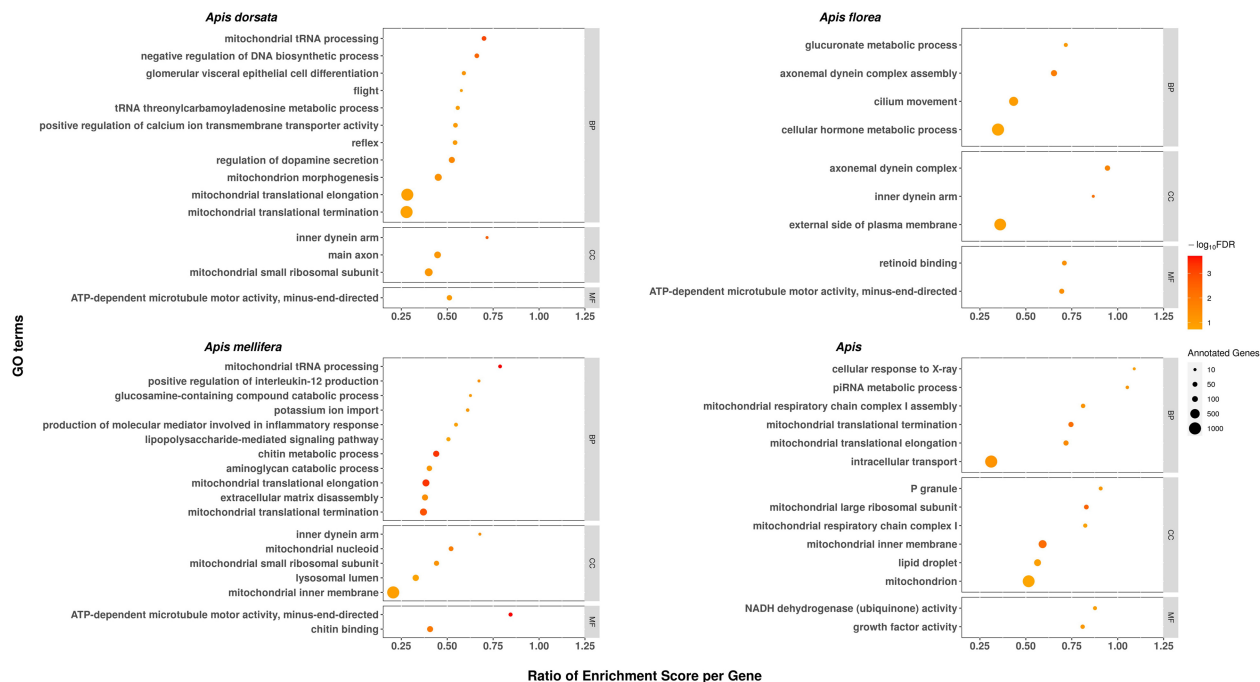 Apis dorsata
mitochondrial tRNA processing
negative regulation of DNA biosynthetic process
glomerular visceral epithelial cell differentiation
flight
tRNA threonylcarbamoyladenosine metabolic process
positive regulation of calcium ion transmembrane transporter activity
reflex
regulation of dopamine secretion
mitochondrion morphogenesis
mitochondrial translational elongation
mitochondrial translational termination
BP
inner dynein arm
main axon
mitochondrial small ribosomal subunit
CC
ATP-dependent microtubule motor activity, minus-end-directed
MF
0.25 0.50 0.75 1.00 1.25
Apis florea
glucuronate metabolic process
axonemal dynein complex assembly
cilium movement
cellular hormone metabolic process
BP
axonemal dynein complex
inner dynein arm
external side of plasma membrane
CC
retinoid binding
ATP-dependent microtubule motor activity, minus-end-directed
MF
0.25 0.50 0.75 1.00 1.25
GO terms
Apis mellifera
mitochondrial tRNA processing
positive regulation of interleukin-12 production
glucosamine-containing compound catabolic process
potassium ion import
production of molecular mediator involved in inflammatory response
lipopolysaccharide-mediated signaling pathway
chitin metabolic process
aminoglycan catabolic process
mitochondrial translational elongation
extracellular matrix disassembly
mitochondrial translational termination
BP
inner dynein arm
mitochondrial nucleoid
mitochondrial small ribosomal subunit
lysosomal lumen
mitochondrial inner membrane
CC
ATP-dependent microtubule motor activity, minus-end-directed
chitin binding
MF
0.25 0.50 0.75 1.00 1.25
Apis
cellular response to X-ray
piRNA metabolic process
mitochondrial respiratory chain complex I assembly
mitochondrial translational termination
mitochondrial translational elongation
intracellular transport
BP
P granule
mitochondrial large ribosomal subunit
mitochondrial respiratory chain complex I
mitochondrial inner membrane
lipid droplet
mitochondrion
CC
NADH dehydrogenase (ubiquinone) activity
growth factor activity
MF
0.25 0.50 0.75 1.00 1.25
Ratio of Enrichment Score per Gene
− log₁₀FDR
3
2
1
Annotated Genes
10
50
100
500
1000